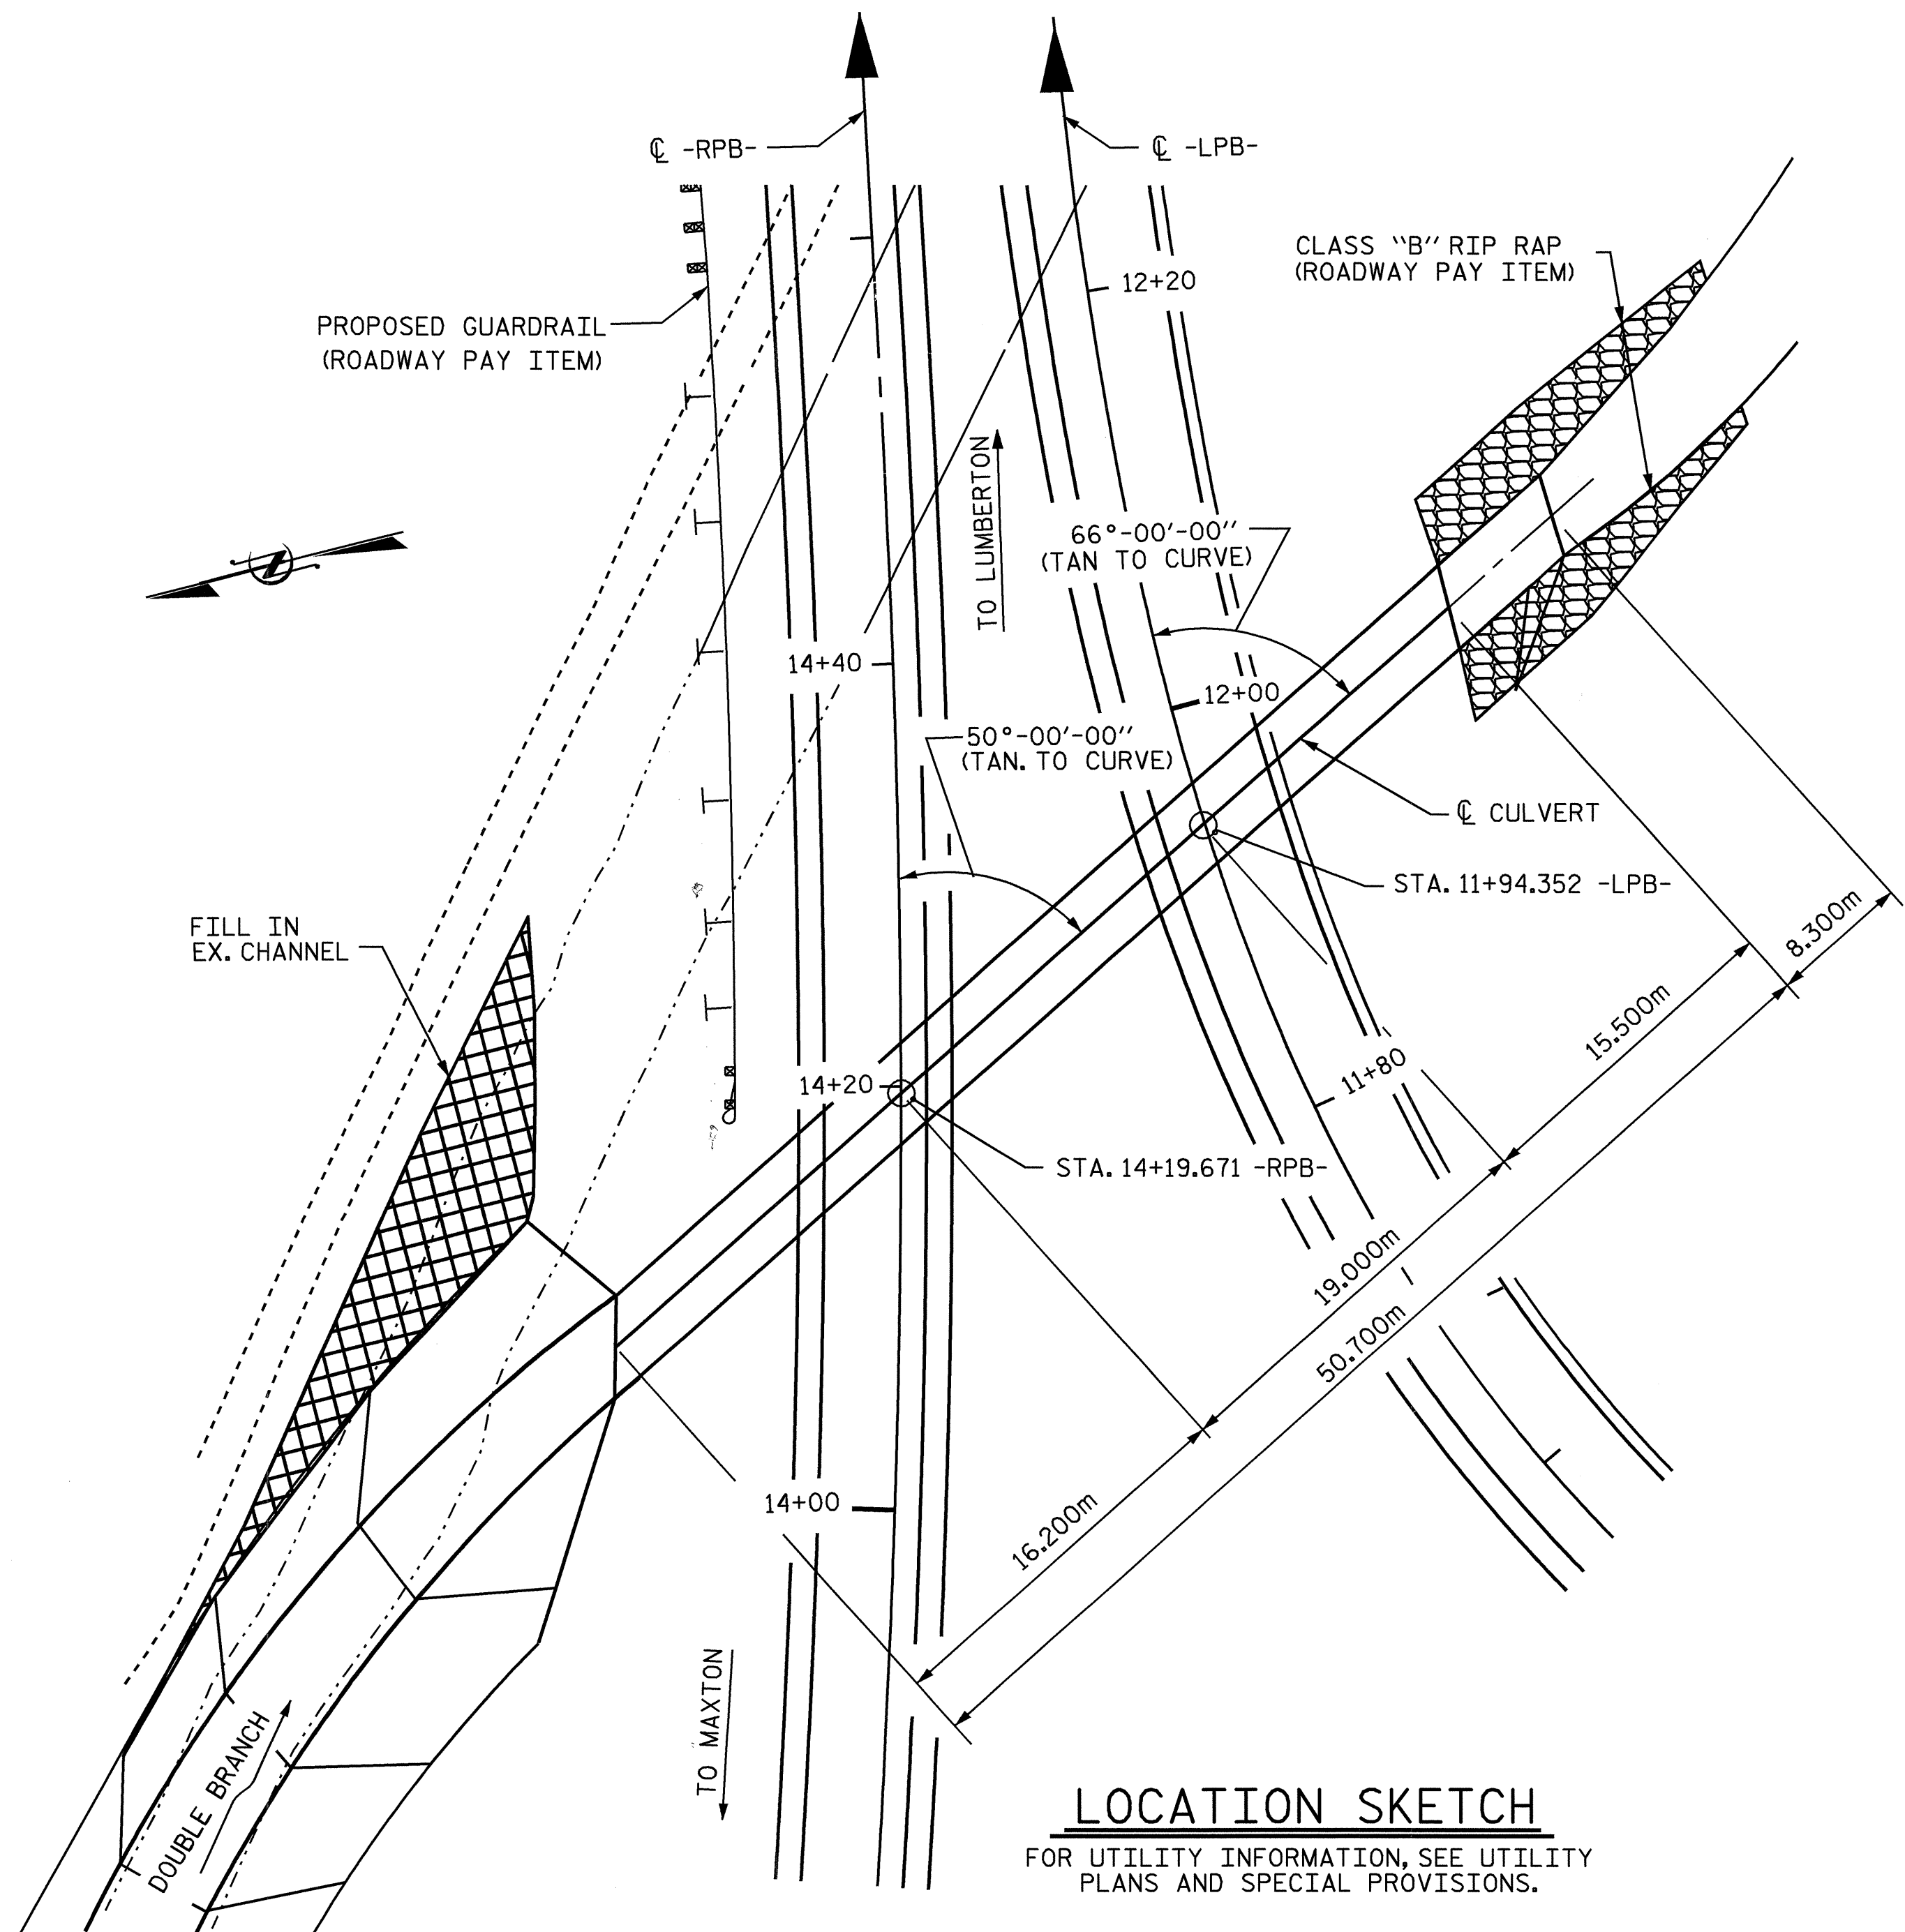 ℄ -RPB-
℄ -LPB-
CLASS "B" RIP RAP
(ROADWAY PAY ITEM)
12+20
PROPOSED GUARDRAIL
(ROADWAY PAY ITEM)
TO LUMBERTON
66°-00'-00"
(TAN TO CURVE)
N
14+40
12+00
50°-00'-00"
(TAN. TO CURVE)
℄ CULVERT
STA. 11+94.352 -LPB-
FILL IN
EX. CHANNEL
8.300m
15.500m
11+80
14+20
STA. 14+19.671 -RPB-
19.000m
50.700m
14+00
16.200m
TO MAXTON
DOUBLE BRANCH
LOCATION SKETCH
FOR UTILITY INFORMATION, SEE UTILITY
PLANS AND SPECIAL PROVISIONS.